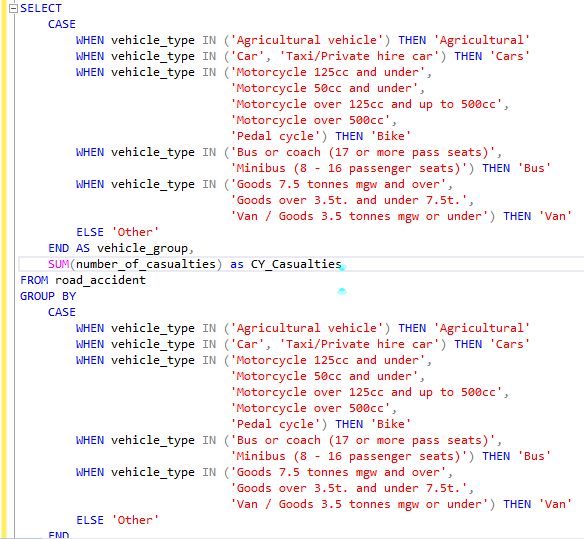 SELECT
CASE
WHEN vehicle_type IN ('Agricultural vehicle') THEN 'Agricultural'
WHEN vehicle_type IN ('Car', 'Taxi/Private hire car') THEN 'Cars'
WHEN vehicle_type IN ('Motorcycle 125cc and under',
'Motorcycle 50cc and under',
'Motorcycle over 125cc and up to 500cc',
'Motorcycle over 500cc',
'Pedal cycle') THEN 'Bike'
WHEN vehicle_type IN ('Bus or coach (17 or more pass seats)',
'Minibus (8 - 16 passenger seats)') THEN 'Bus'
WHEN vehicle_type IN ('Goods 7.5 tonnes mgw and over',
'Goods over 3.5t. and under 7.5t.',
'Van / Goods 3.5 tonnes mgw or under') THEN 'Van'
ELSE 'Other'
END AS vehicle_group,
SUM(number_of_casualties) as CY_Casualties
FROM road_accident
GROUP BY
CASE
WHEN vehicle_type IN ('Agricultural vehicle') THEN 'Agricultural'
WHEN vehicle_type IN ('Car', 'Taxi/Private hire car') THEN 'Cars'
WHEN vehicle_type IN ('Motorcycle 125cc and under',
'Motorcycle 50cc and under',
'Motorcycle over 125cc and up to 500cc',
'Motorcycle over 500cc',
'Pedal cycle') THEN 'Bike'
WHEN vehicle_type IN ('Bus or coach (17 or more pass seats)',
'Minibus (8 - 16 passenger seats)') THEN 'Bus'
WHEN vehicle_type IN ('Goods 7.5 tonnes mgw and over',
'Goods over 3.5t. and under 7.5t.',
'Van / Goods 3.5 tonnes mgw or under') THEN 'Van'
ELSE 'Other'
END